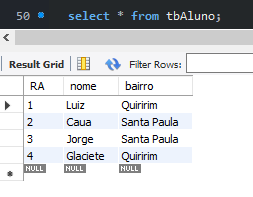 50 select * from tbAluno;
Result Grid Filter Rows:
RA nome bairro
1 Luiz Quiririm
2 Caua Santa Paula
3 Jorge Santa Paula
4 Glaciete Quiririm
NULL NULL NULL